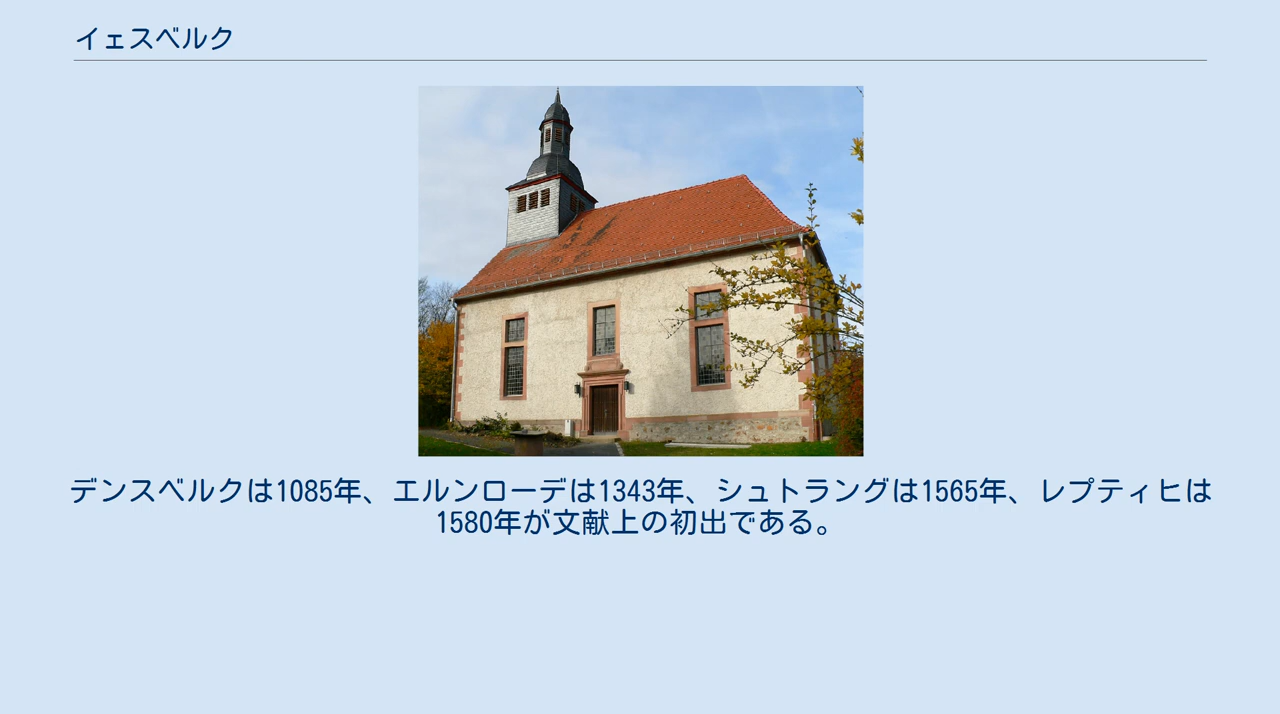 イェスベルク
デンスベルクは1085年、エルンローデは1343年、シュトラングは1565年、レプティヒは
1580年が文献上の初出である。